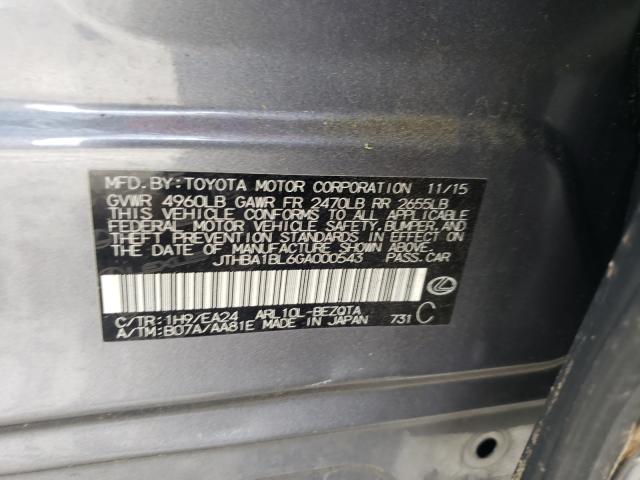 MFD. BY: TOYOTA MOTOR CORPORATION 11/15
GVWR 4960LB GAWR FR 2470LB RR 2655LB
THIS VEHICLE CONFORMS TO ALL APPLICABLE
FEDERAL MOTOR VEHICLE SAFETY, BUMPER, AND
THEFT PREVENTION STANDARDS IN EFFECT ON
THE DATE OF MANUFACTURE SHOWN ABOVE.
JTHBA1BL6GA000543 PASS. CAR
C/TR: 1H9/EA24 ARL10L-BEZQTA
A/TM: B07A/AA81E MADE IN JAPAN 731 C